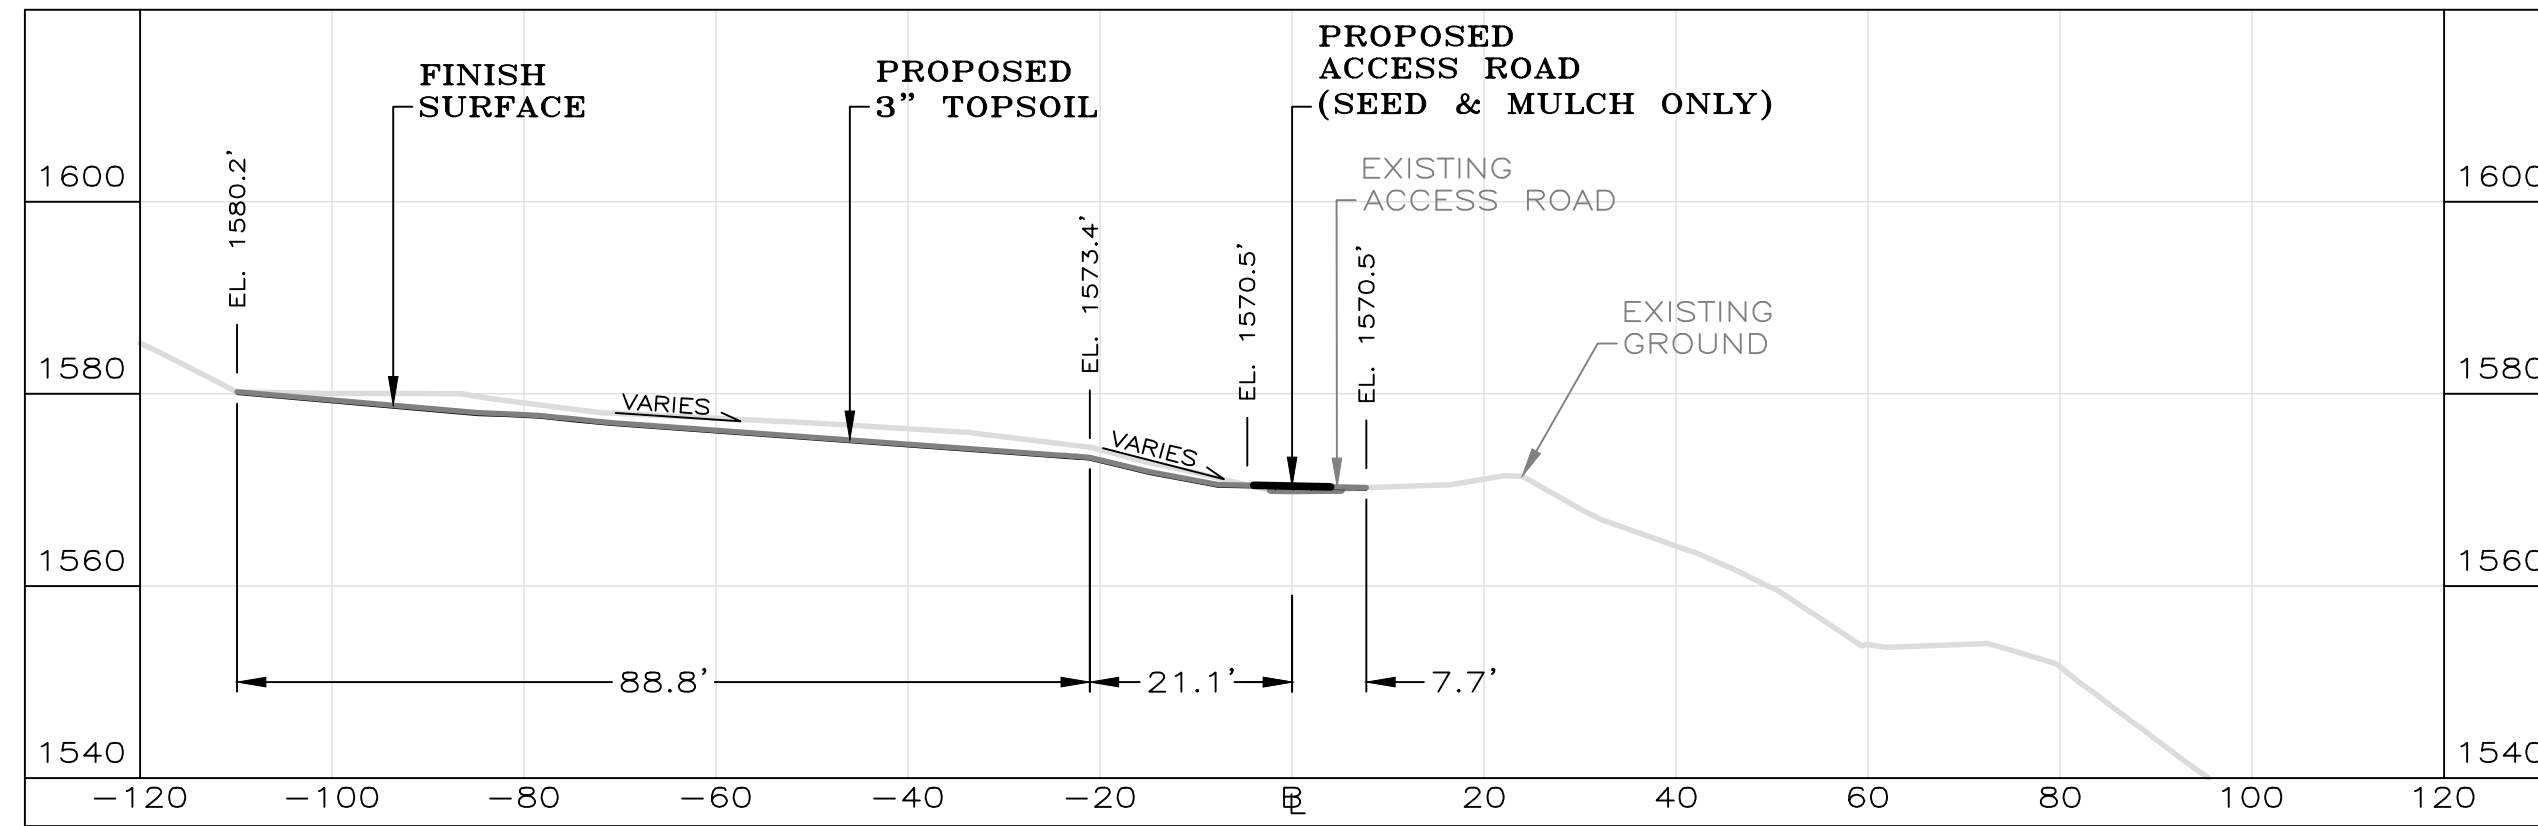 PROPOSED
ACCESS ROAD
(SEED & MULCH ONLY)
FINISH
SURFACE
PROPOSED
3” TOPSOIL
EXISTING
ACCESS ROAD
EL. 1580.2’
EL. 1573.4’
EL. 1570.5’
EL. 1570.5’
EXISTING
GROUND
VARIES
VARIES
1600
1580
1560
1540
1600
1580
1560
1540
88.8’
21.1’
7.7’
−120
−100
−80
−60
−40
−20
BL
20
40
60
80
100
120